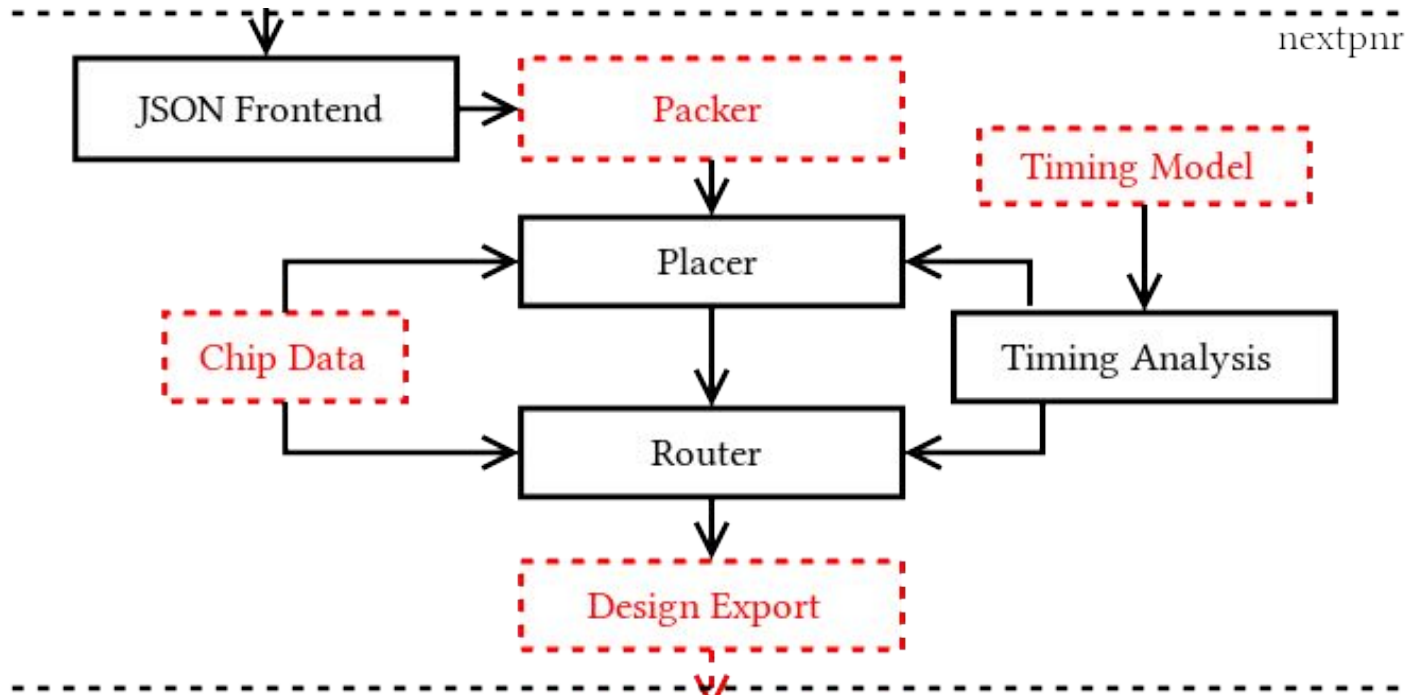 nextpnr
JSON Frontend
Packer
Timing Model
Placer
Chip Data
Timing Analysis
Router
Design Export